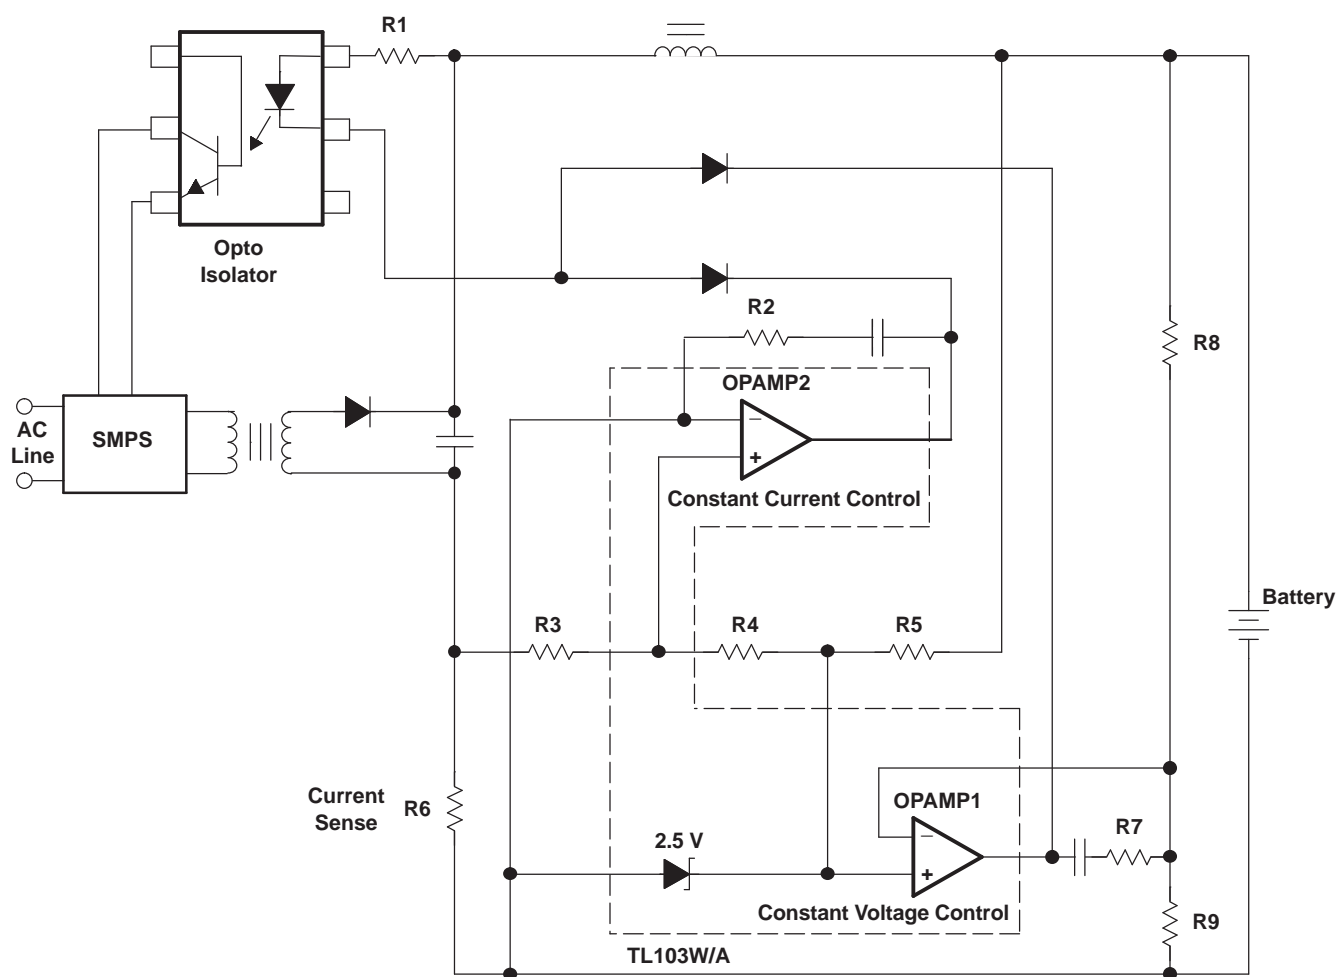 R1
Opto
Isolator
R2
R8
OPAMP2
−
+
AC
Line
SMPS
Constant Current Control
Battery
R3
R4
R5
Current
Sense
R6
OPAMP1
−
+
R7
2.5 V
Constant Voltage Control
R9
TL103W/A